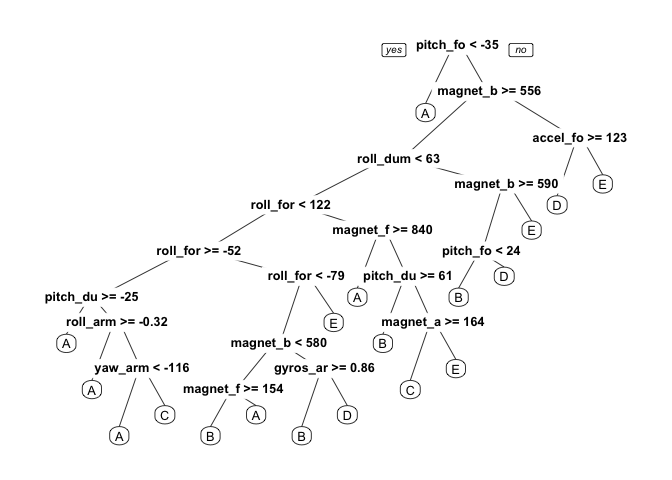 yes pitch_fo < -35 no
magnet_b >= 556
A
accel_fo >= 123
roll_dum < 63
magnet_b >= 590
E
D
roll_for < 122
magnet_f >= 840
E
roll_for >= -52
pitch_fo < 24
roll_for < -79
pitch_du >= 61
D
pitch_du >= -25
A
B
roll_arm >= -0.32
E
magnet_a >= 164
A
magnet_b < 580
B
yaw_arm < -116
gyros_ar >= 0.86
E
A
magnet_f >= 154
C
C
A
D
A
B
B